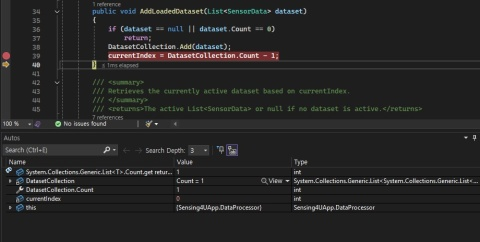 1 reference
34 public void AddLoadedDataset(List<SensorData> dataset)
35 {
36 if (dataset == null || dataset.Count == 0)
37 return;
38 DatasetCollection.Add(dataset);
39 currentIndex = DatasetCollection.Count - 1;
40 } ≤ 1ms elapsed
41
42 /// <summary>
43 /// Retrieves the currently active dataset based on currentIndex.
44 /// </summary>
45 /// <returns>The active List<SensorData> or null if no dataset is active.</returns>
7 references
100 % No issues found
Autos
Search (Ctrl+E) Search Depth: 3
Name Value Type
System.Collections.Generic.List<T>.Count.get retur... 1 int
DatasetCollection Count = 1 View System.Collections.Generic.List<System.Collections.Generic.List<...
DatasetCollection.Count 1 int
currentIndex 0 int
this {Sensing4UApp.DataProcessor} Sensing4UApp.DataProcessor